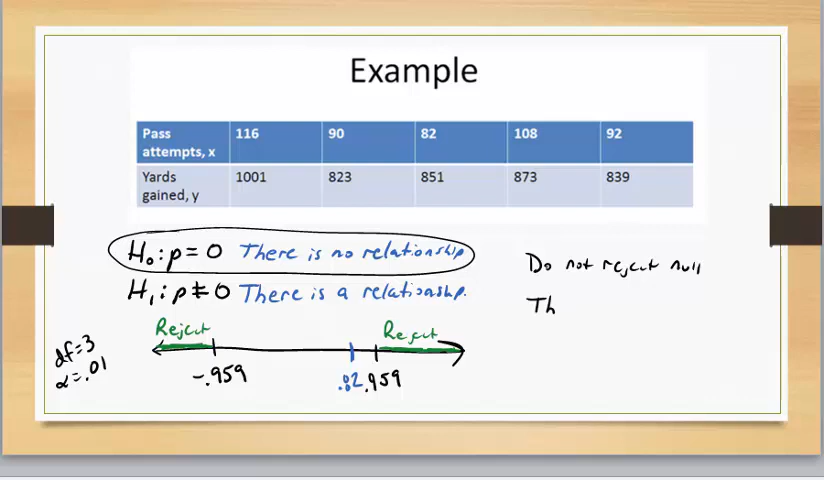 Example
Pass attempts, x 116 90 82 108 92
Yards gained, y 1001 823 851 873 839
H₀: ρ = 0 There is no relationship
H₁: ρ ≠ 0 There is a relationship.
Do not reject null
Th
Reject Reject
df=3
α=.01
-.959 .82 .959